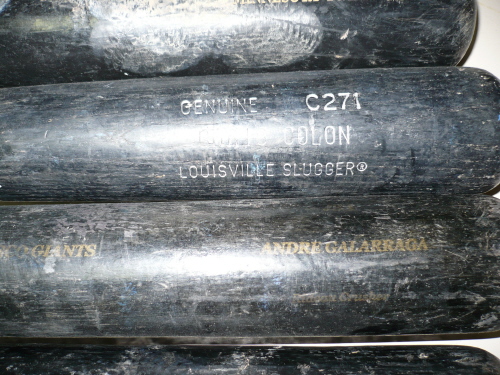 GENUINE C271
COLON
LOUISVILLE SLUGGER®
GIANTS ANDRE GALARRAGA